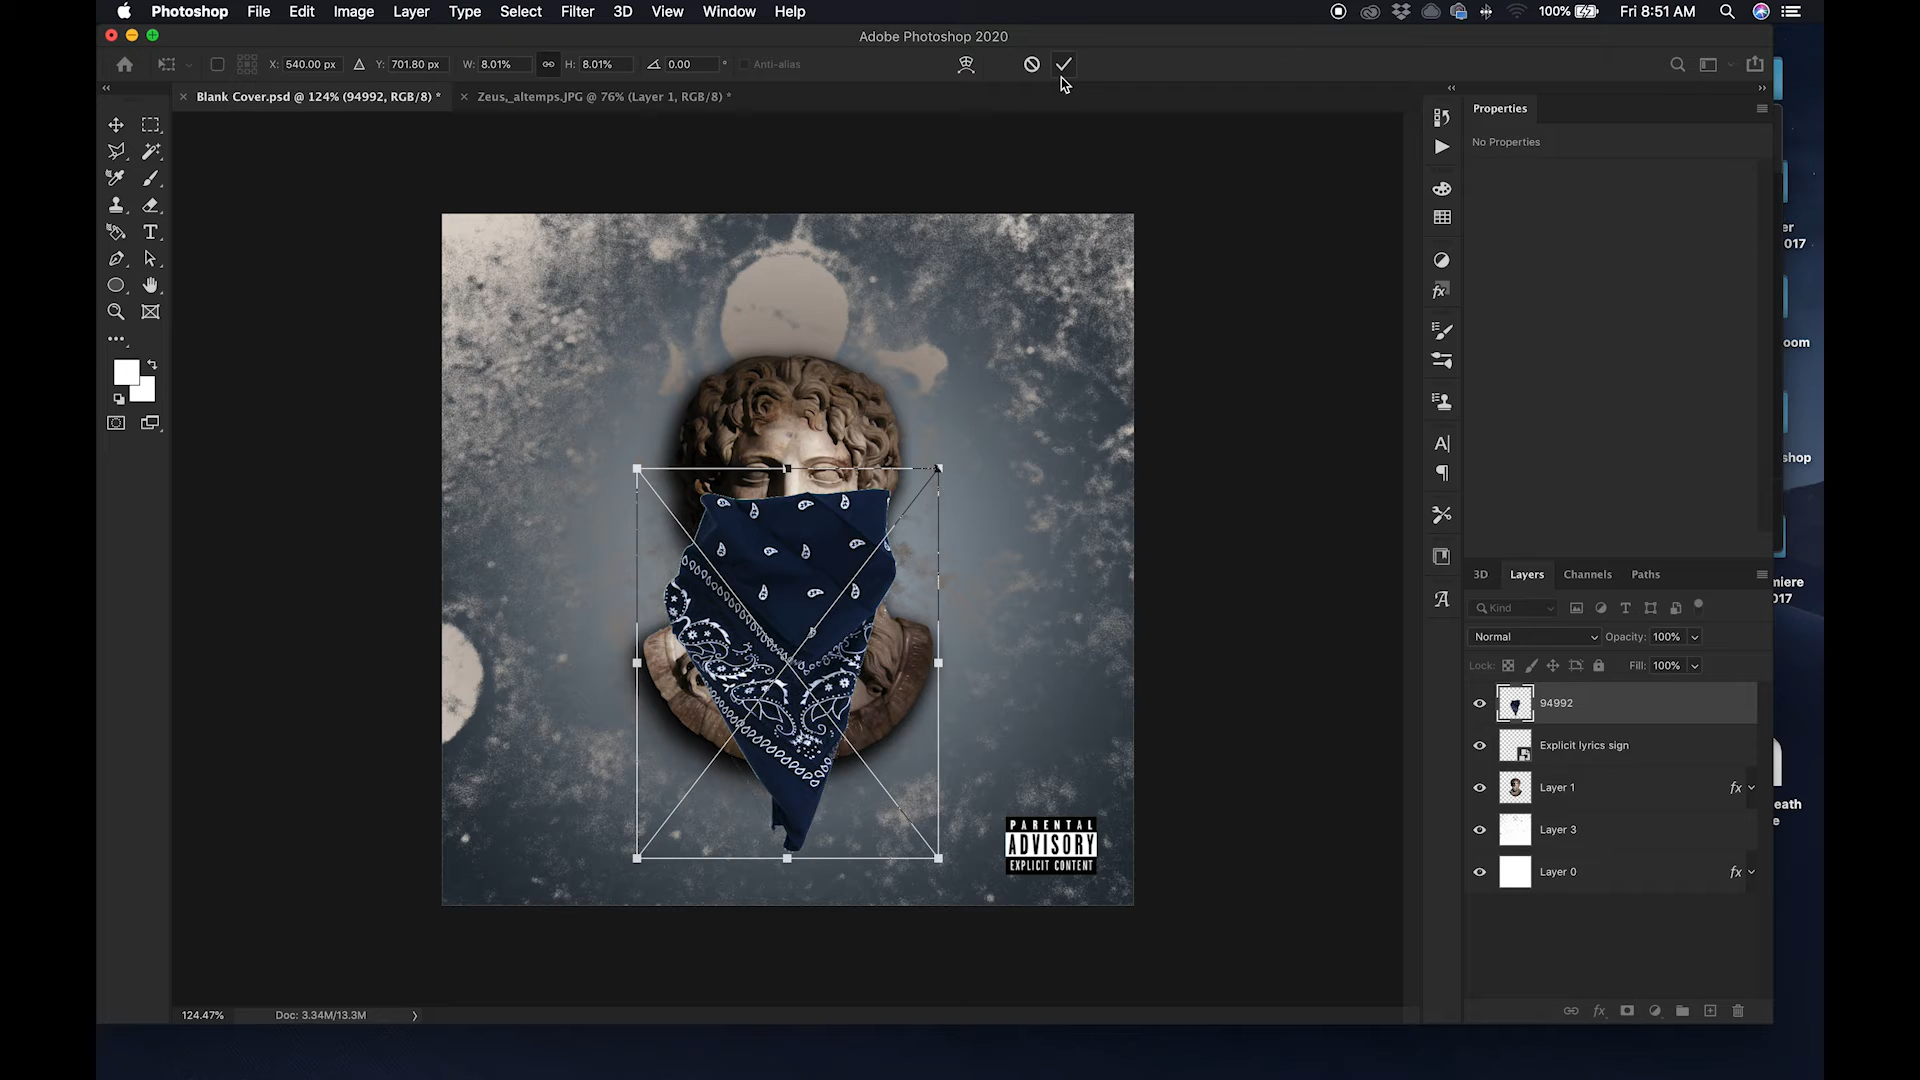 Photoshop File Edit Image Layer Type Select Filter 3D View Window Help 100% Fri 8:51 AM
Adobe Photoshop 2020
X: 540.00 px Y: 701.80 px W: 8.01% H: 8.01% 0.00 ° Anti-alias
Blank Cover.psd @ 124% (94992, RGB/8) * Zeus,_altemps.JPG @ 76% (Layer 1, RGB/8) *
Properties
No Properties
017
3D Layers Channels Paths
Kind
Normal Opacity: 100%
Lock: Fill: 100%
94992
Explicit lyrics sign
Layer 1 fx
Layer 3
Layer 0 fx
PARENTAL
ADVISORY
EXPLICIT CONTENT
124.47% Doc: 3.34M/13.3M